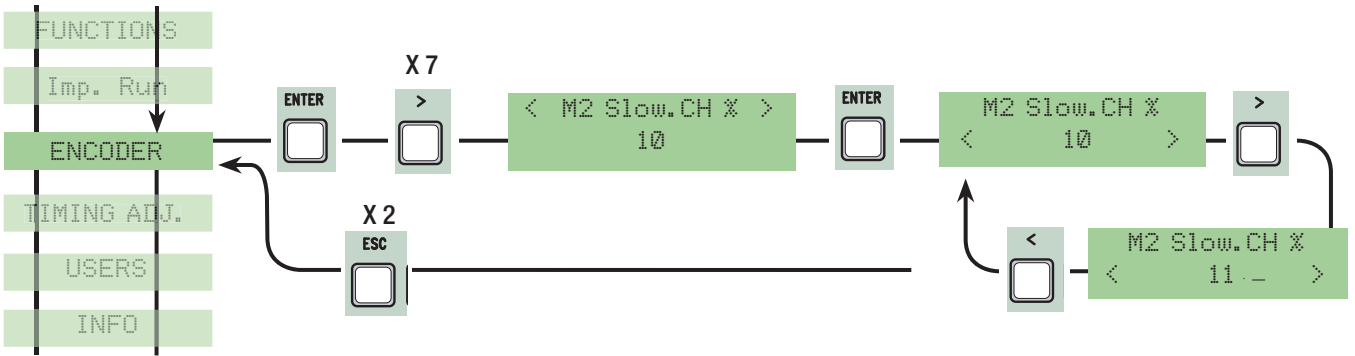 FUNCTIONS
Imp. Run
ENCODER
TIMING ADJ.
USERS
INFO
ENTER
X 7
>
< M2 Slow.CH % >
10
ENTER
M2 Slow.CH %
< 10 >
>
M2 Slow.CH %
< 11 . _ >
<
X 2
ESC